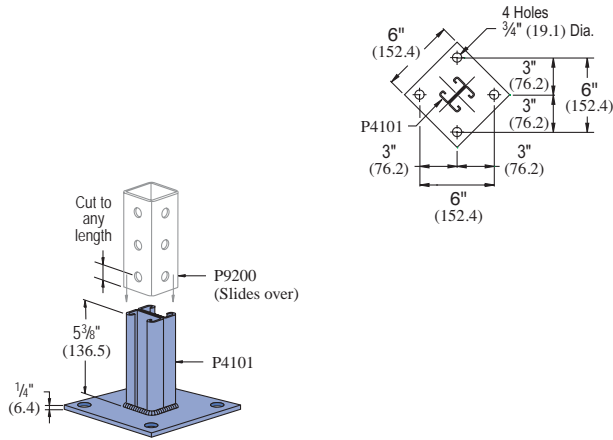 4 Holes
¾" (19.1) Dia.
6"
(152.4)
3"
(76.2)
6"
(152.4)
3"
(76.2)
P4101
3"
(76.2)
3"
(76.2)
6"
(152.4)
Cut to
any
length
P9200
(Slides over)
5⅜"
(136.5)
P4101
¼"
(6.4)